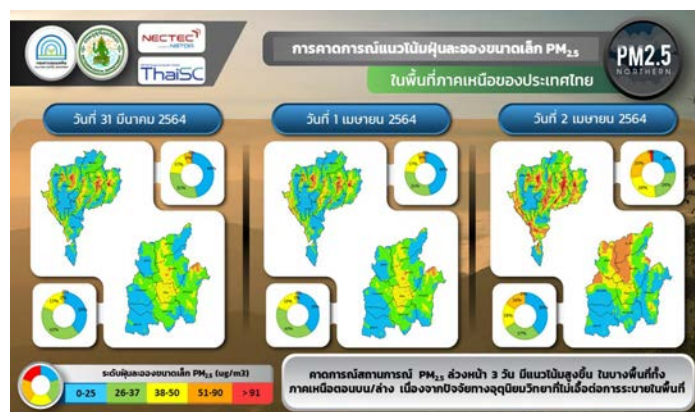 NECTEC
ThaiSC
การคาดการณ์แนวโน้มฝุ่นละอองขนาดเล็ก PM2.5
ในพื้นที่ภาคเหนือของประเทศไทย
PM2.5
NORTHERN
วันที่ 31 มีนาคม 2564
วันที่ 1 เมษายน 2564
วันที่ 2 เมษายน 2564
ระดับฝุ่นละอองขนาดเล็ก PM2.5 (ug/m3)
0-25 26-37 38-50 51-90 >91
คาดการณ์สถานการณ์ PM2.5 ล่วงหน้า 3 วัน มีแนวโน้มสูงขึ้น ในบางพื้นที่ทั้ง
ภาคเหนือตอนบน/ล่าง เนื่องจากปัจจัยทางอุตุนิยมวิทยาที่ไม่เอื้อต่อการระบายในพื้นที่